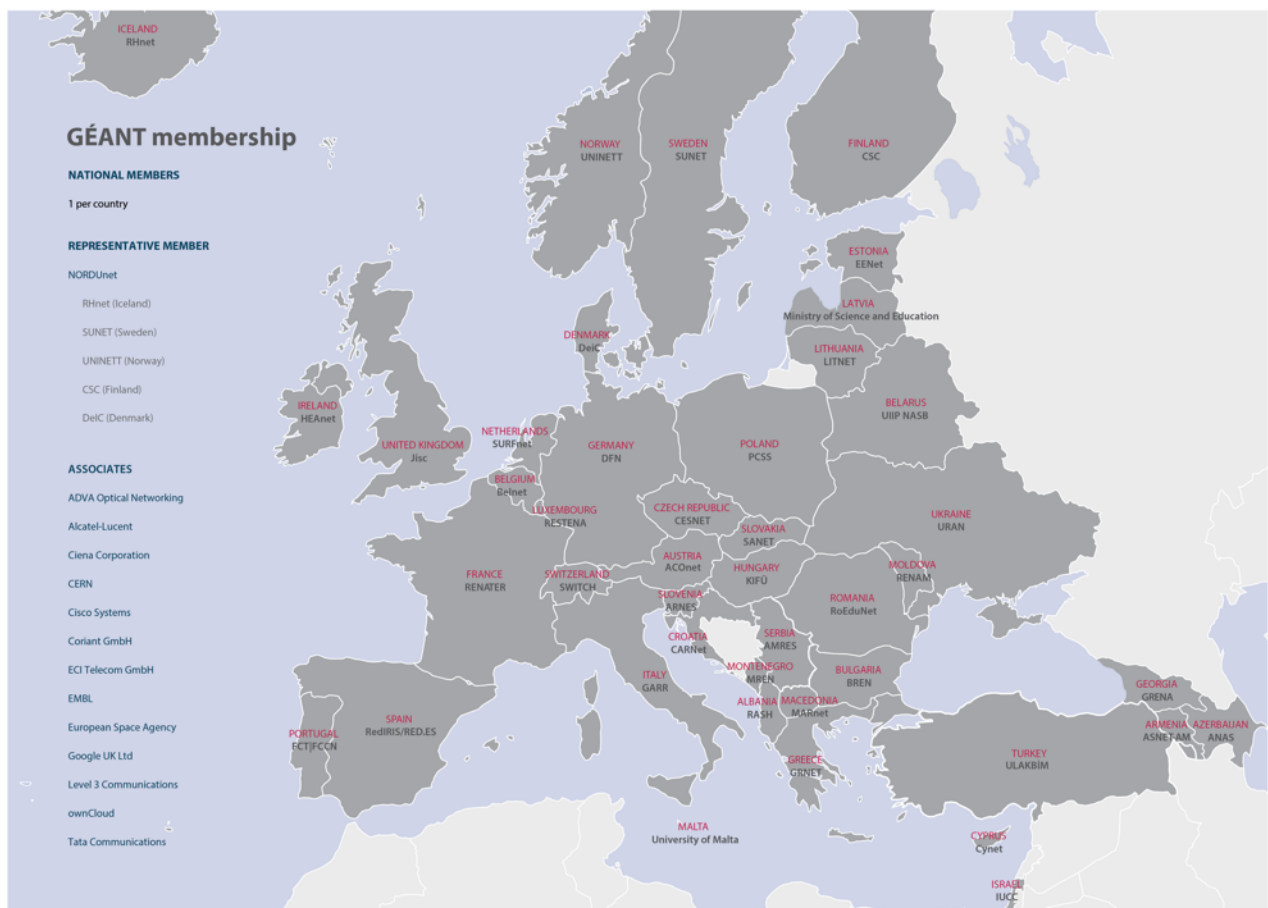 ICELAND
RHnet
GÉANT membership
NATIONAL MEMBERS
1 per country
REPRESENTATIVE MEMBER
NORDUnet
RHnet (Iceland)
SUNET (Sweden)
UNINETT (Norway)
CSC (Finland)
DeIC (Denmark)
ASSOCIATES
ADVA Optical Networking
Alcatel-Lucent
Ciena Corporation
CERN
Cisco Systems
Coriant GmbH
ECI Telecom GmbH
EMBL
European Space Agency
Google UK Ltd
Level 3 Communications
ownCloud
Tata Communications
NORWAY
UNINETT
SWEDEN
SUNET
FINLAND
CSC
ESTONIA
EENet
LATVIA
Ministry of Science and Education
DENMARK
DeiC
LITHUANIA
LITNET
BELARUS
UIIP NASB
IRELAND
HEAnet
UNITED KINGDOM
Jisc
NETHERLANDS
SURFnet
GERMANY
DFN
POLAND
PCSS
BELGIUM
Belnet
LUXEMBOURG
RESTENA
CZECH REPUBLIC
CESNET
SLOVAKIA
SANET
UKRAINE
URAN
FRANCE
RENATER
SWITZERLAND
SWITCH
AUSTRIA
ACOnet
HUNGARY
KIFÜ
MOLDOVA
RENAM
SLOVENIA
ARNES
ROMANIA
RoEduNet
CROATIA
CARNet
SERBIA
AMRES
ITALY
GARR
MONTENEGRO
MREN
BULGARIA
BREN
ALBANIA
RASH
MACEDONIA
MARnet
GEORGIA
GRENA
PORTUGAL
FCT|FCCN
SPAIN
RedIRIS/RED.ES
GREECE
GRNET
TURKEY
ULAKBİM
ARMENIA
ASNET-AM
AZERBAIJAN
ANAS
MALTA
University of Malta
CYPRUS
Cynet
ISRAEL
IUCC